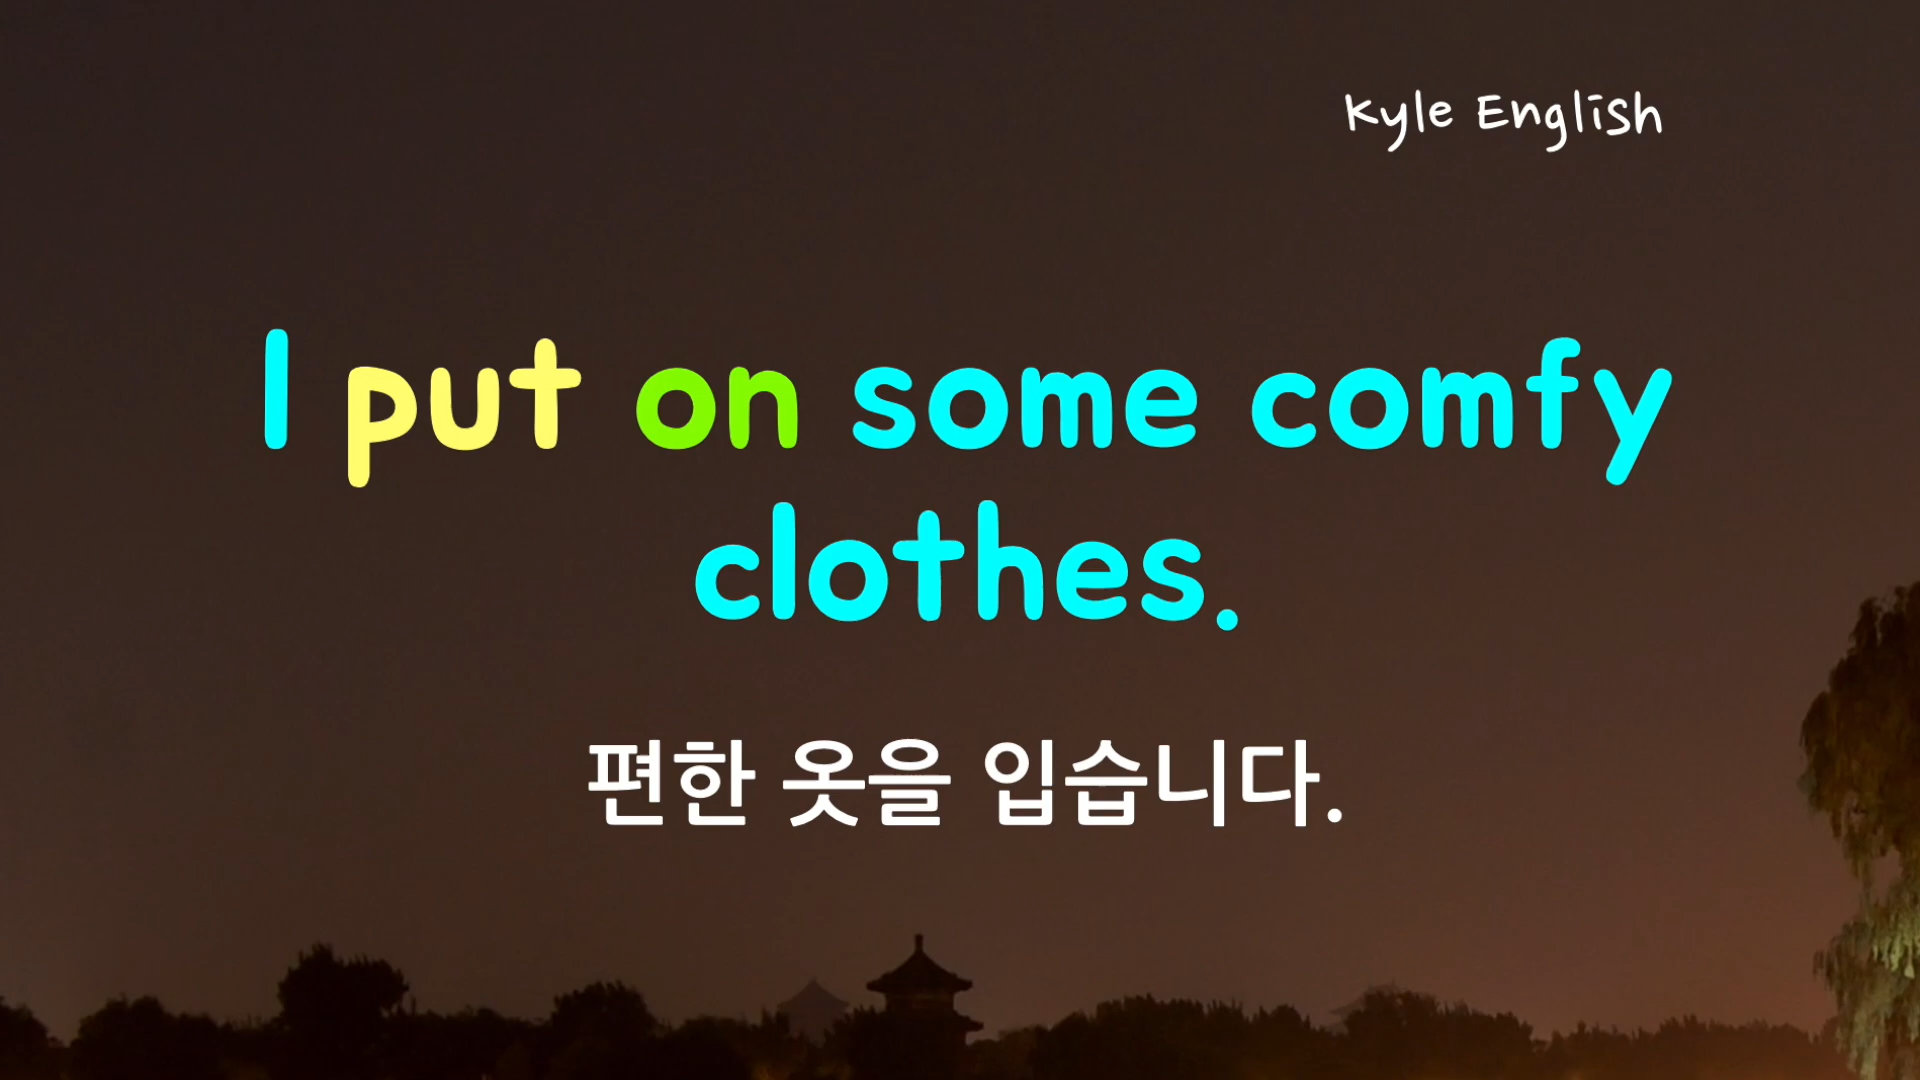 Kyle English
I put on some comfy
clothes.
편한 옷을 입습니다.